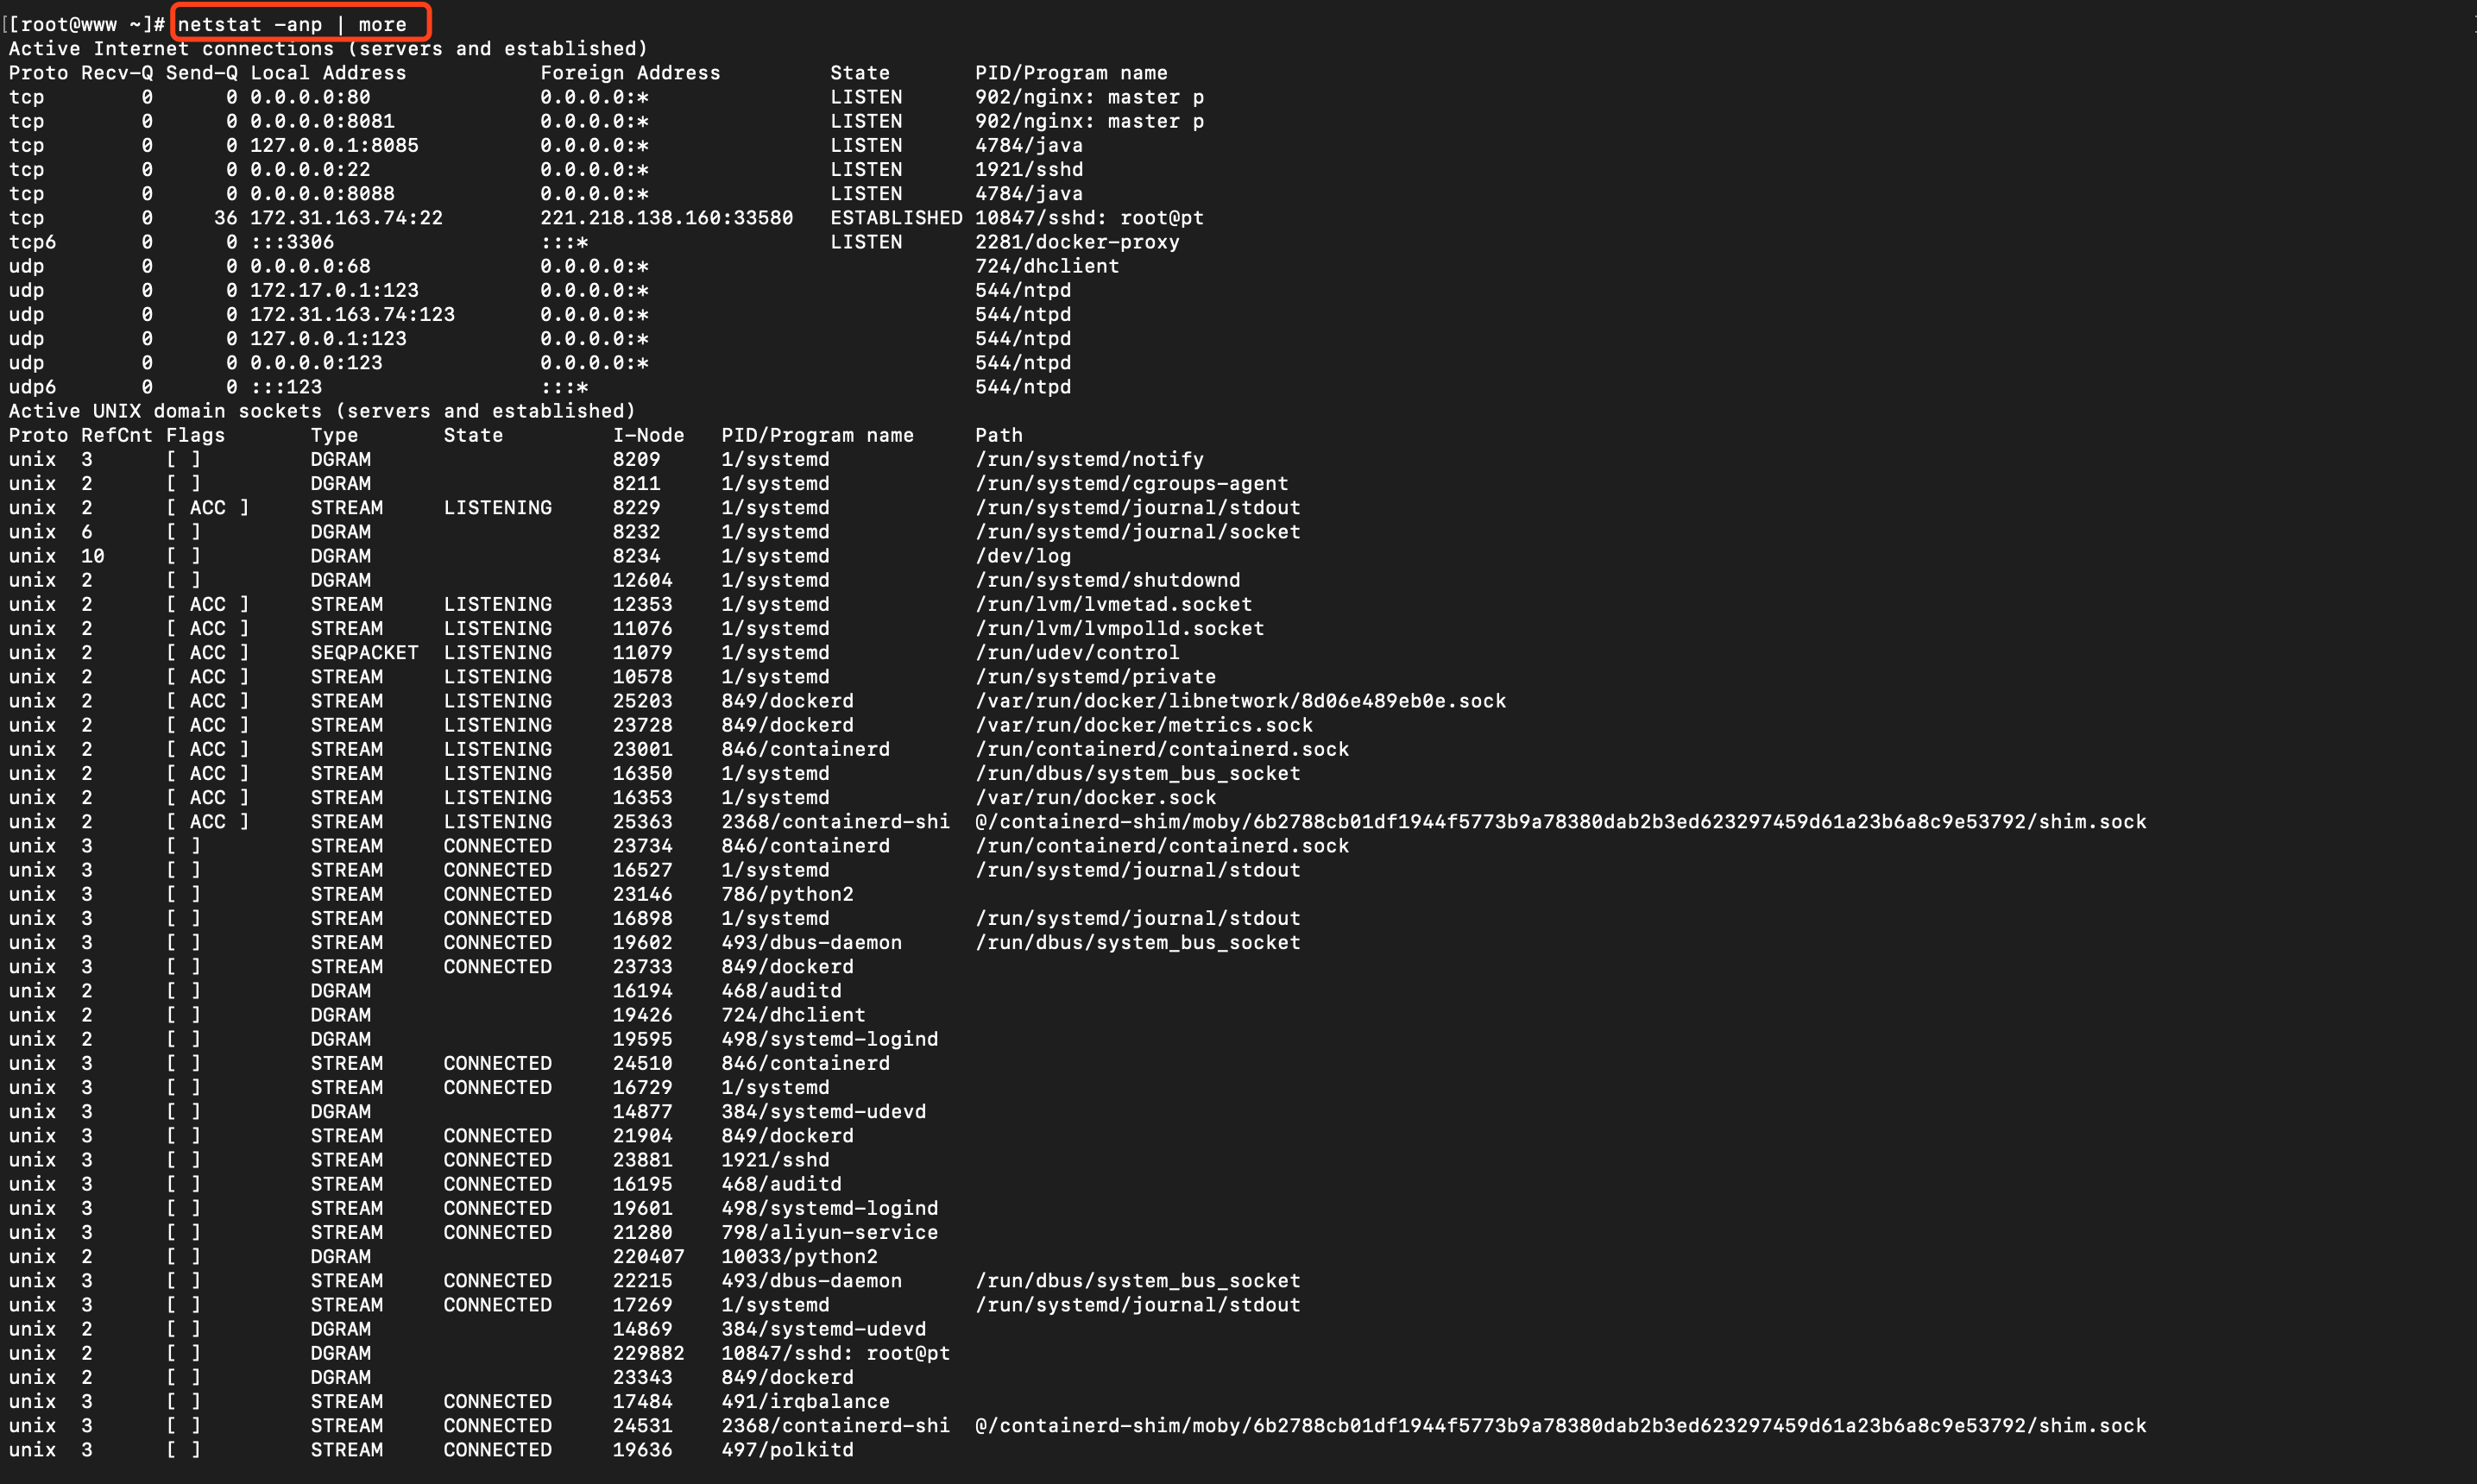 [[root@www ~]# netstat -anp | more
Active Internet connections (servers and established)
Proto Recv-Q Send-Q Local Address           Foreign Address         State       PID/Program name
tcp        0      0 0.0.0.0:80              0.0.0.0:*               LISTEN      902/nginx: master p
tcp        0      0 0.0.0.0:8081            0.0.0.0:*               LISTEN      902/nginx: master p
tcp        0      0 127.0.0.1:8085          0.0.0.0:*               LISTEN      4784/java
tcp        0      0 0.0.0.0:22              0.0.0.0:*               LISTEN      1921/sshd
tcp        0      0 0.0.0.0:8088            0.0.0.0:*               LISTEN      4784/java
tcp        0     36 172.31.163.74:22        221.218.138.160:33580   ESTABLISHED 10847/sshd: root@pt
tcp6       0      0 :::3306                 :::*                    LISTEN      2281/docker-proxy
udp        0      0 0.0.0.0:68              0.0.0.0:*                           724/dhclient
udp        0      0 172.17.0.1:123          0.0.0.0:*                           544/ntpd
udp        0      0 172.31.163.74:123       0.0.0.0:*                           544/ntpd
udp        0      0 127.0.0.1:123           0.0.0.0:*                           544/ntpd
udp        0      0 0.0.0.0:123             0.0.0.0:*                           544/ntpd
udp6       0      0 :::123                  :::*                                544/ntpd
Active UNIX domain sockets (servers and established)
Proto RefCnt Flags       Type       State         I-Node   PID/Program name     Path
unix  3      [ ]         DGRAM                    8209     1/systemd            /run/systemd/notify
unix  2      [ ]         DGRAM                    8211     1/systemd            /run/systemd/cgroups-agent
unix  2      [ ACC ]     STREAM     LISTENING     8229     1/systemd            /run/systemd/journal/stdout
unix  6      [ ]         DGRAM                    8232     1/systemd            /run/systemd/journal/socket
unix  10     [ ]         DGRAM                    8234     1/systemd            /dev/log
unix  2      [ ]         DGRAM                    12604    1/systemd            /run/systemd/shutdownd
unix  2      [ ACC ]     STREAM     LISTENING     12353    1/systemd            /run/lvm/lvmetad.socket
unix  2      [ ACC ]     STREAM     LISTENING     11076    1/systemd            /run/lvm/lvmpolld.socket
unix  2      [ ACC ]     SEQPACKET  LISTENING     11079    1/systemd            /run/udev/control
unix  2      [ ACC ]     STREAM     LISTENING     10578    1/systemd            /run/systemd/private
unix  2      [ ACC ]     STREAM     LISTENING     25203    849/dockerd          /var/run/docker/libnetwork/8d06e489eb0e.sock
unix  2      [ ACC ]     STREAM     LISTENING     23728    849/dockerd          /var/run/docker/metrics.sock
unix  2      [ ACC ]     STREAM     LISTENING     23001    846/containerd       /run/containerd/containerd.sock
unix  2      [ ACC ]     STREAM     LISTENING     16350    1/systemd            /run/dbus/system_bus_socket
unix  2      [ ACC ]     STREAM     LISTENING     16353    1/systemd            /var/run/docker.sock
unix  2      [ ACC ]     STREAM     LISTENING     25363    2368/containerd-shi  @/containerd-shim/moby/6b2788cb01df1944f5773b9a78380dab2b3ed623297459d61a23b6a8c9e53792/shim.sock
unix  3      [ ]         STREAM     CONNECTED     23734    846/containerd       /run/containerd/containerd.sock
unix  3      [ ]         STREAM     CONNECTED     16527    1/systemd            /run/systemd/journal/stdout
unix  3      [ ]         STREAM     CONNECTED     23146    786/python2
unix  3      [ ]         STREAM     CONNECTED     16898    1/systemd            /run/systemd/journal/stdout
unix  3      [ ]         STREAM     CONNECTED     19602    493/dbus-daemon      /run/dbus/system_bus_socket
unix  3      [ ]         STREAM     CONNECTED     23733    849/dockerd
unix  2      [ ]         DGRAM                    16194    468/auditd
unix  2      [ ]         DGRAM                    19426    724/dhclient
unix  2      [ ]         DGRAM                    19595    498/systemd-logind
unix  3      [ ]         STREAM     CONNECTED     24510    846/containerd
unix  3      [ ]         STREAM     CONNECTED     16729    1/systemd
unix  3      [ ]         DGRAM                    14877    384/systemd-udevd
unix  3      [ ]         STREAM     CONNECTED     21904    849/dockerd
unix  3      [ ]         STREAM     CONNECTED     23881    1921/sshd
unix  3      [ ]         STREAM     CONNECTED     16195    468/auditd
unix  3      [ ]         STREAM     CONNECTED     19601    498/systemd-logind
unix  3      [ ]         STREAM     CONNECTED     21280    798/aliyun-service
unix  2      [ ]         DGRAM                    220407   10033/python2
unix  3      [ ]         STREAM     CONNECTED     22215    493/dbus-daemon      /run/dbus/system_bus_socket
unix  3      [ ]         STREAM     CONNECTED     17269    1/systemd            /run/systemd/journal/stdout
unix  2      [ ]         DGRAM                    14869    384/systemd-udevd
unix  2      [ ]         DGRAM                    229882   10847/sshd: root@pt
unix  2      [ ]         DGRAM                    23343    849/dockerd
unix  3      [ ]         STREAM     CONNECTED     17484    491/irqbalance
unix  3      [ ]         STREAM     CONNECTED     24531    2368/containerd-shi  @/containerd-shim/moby/6b2788cb01df1944f5773b9a78380dab2b3ed623297459d61a23b6a8c9e53792/shim.sock
unix  3      [ ]         STREAM     CONNECTED     19636    497/polkitd